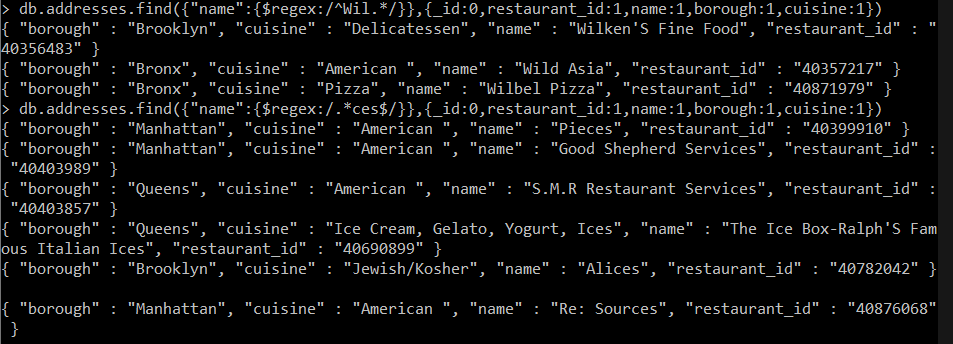 > db.addresses.find({"name":{$regex:/^Wil.*/}},{_id:0,restaurant_id:1,name:1,borough:1,cuisine:1})
{ "borough" : "Brooklyn", "cuisine" : "Delicatessen", "name" : "Wilken'S Fine Food", "restaurant_id" : "
40356483" }
{ "borough" : "Bronx", "cuisine" : "American ", "name" : "Wild Asia", "restaurant_id" : "40357217" }
{ "borough" : "Bronx", "cuisine" : "Pizza", "name" : "Wilbel Pizza", "restaurant_id" : "40871979" }
> db.addresses.find({"name":{$regex:/.*ces$/}},{_id:0,restaurant_id:1,name:1,borough:1,cuisine:1})
{ "borough" : "Manhattan", "cuisine" : "American ", "name" : "Pieces", "restaurant_id" : "40399910" }
{ "borough" : "Manhattan", "cuisine" : "American ", "name" : "Good Shepherd Services", "restaurant_id" :
 "40403989" }
{ "borough" : "Queens", "cuisine" : "American ", "name" : "S.M.R Restaurant Services", "restaurant_id" :
 "40403857" }
{ "borough" : "Queens", "cuisine" : "Ice Cream, Gelato, Yogurt, Ices", "name" : "The Ice Box-Ralph'S Fam
ous Italian Ices", "restaurant_id" : "40690899" }
{ "borough" : "Brooklyn", "cuisine" : "Jewish/Kosher", "name" : "Alices", "restaurant_id" : "40782042" }
{ "borough" : "Manhattan", "cuisine" : "American ", "name" : "Re: Sources", "restaurant_id" : "40876068"
 }